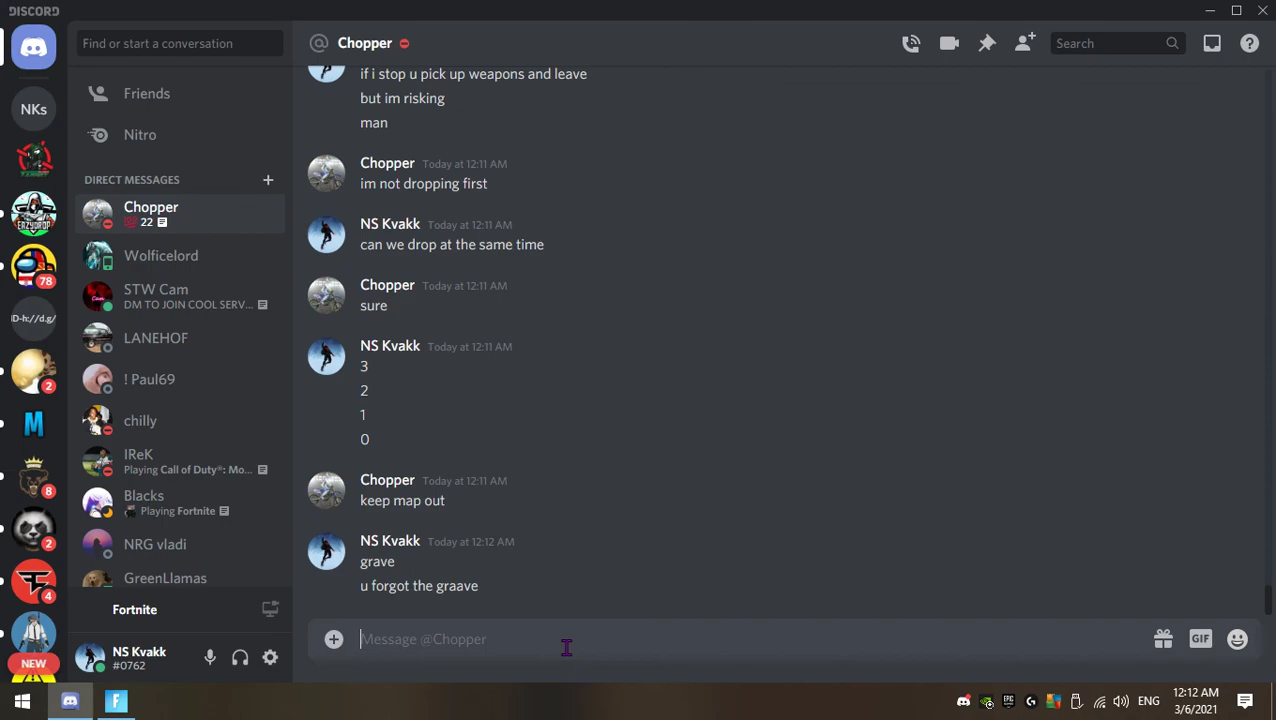 DISCORD
Find or start a conversation
@ Chopper
Search
NKs
Friends
Nitro
DIRECT MESSAGES
Chopper
22
Wolficelord
STW Cam
DM TO JOIN COOL SERV...
LANEHOF
! Paul69
chilly
IReK
Playing Call of Duty®: Mo...
Blacks
Playing Fortnite
NRG vladi
GreenLlamas
Fortnite
NS Kvakk
#0762
EAZYDROP
78
ID-h://d.g/
2
M
8
2
4
NEW
if i stop u pick up weapons and leave
but im risking
man
Chopper Today at 12:11 AM
im not dropping first
NS Kvakk Today at 12:11 AM
can we drop at the same time
Chopper Today at 12:11 AM
sure
NS Kvakk Today at 12:11 AM
3
2
1
0
Chopper Today at 12:11 AM
keep map out
NS Kvakk Today at 12:12 AM
grave
u forgot the graave
Message @Chopper
GIF
F
EPIC
ENG
12:12 AM
3/6/2021